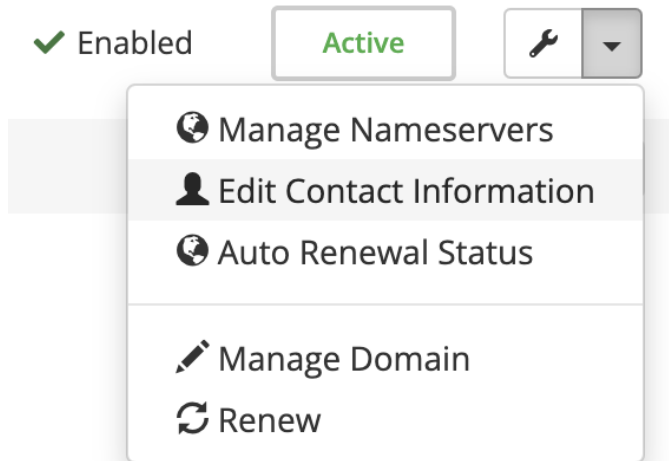 Enabled
Active
Manage Nameservers
Edit Contact Information
Auto Renewal Status
Manage Domain
Renew